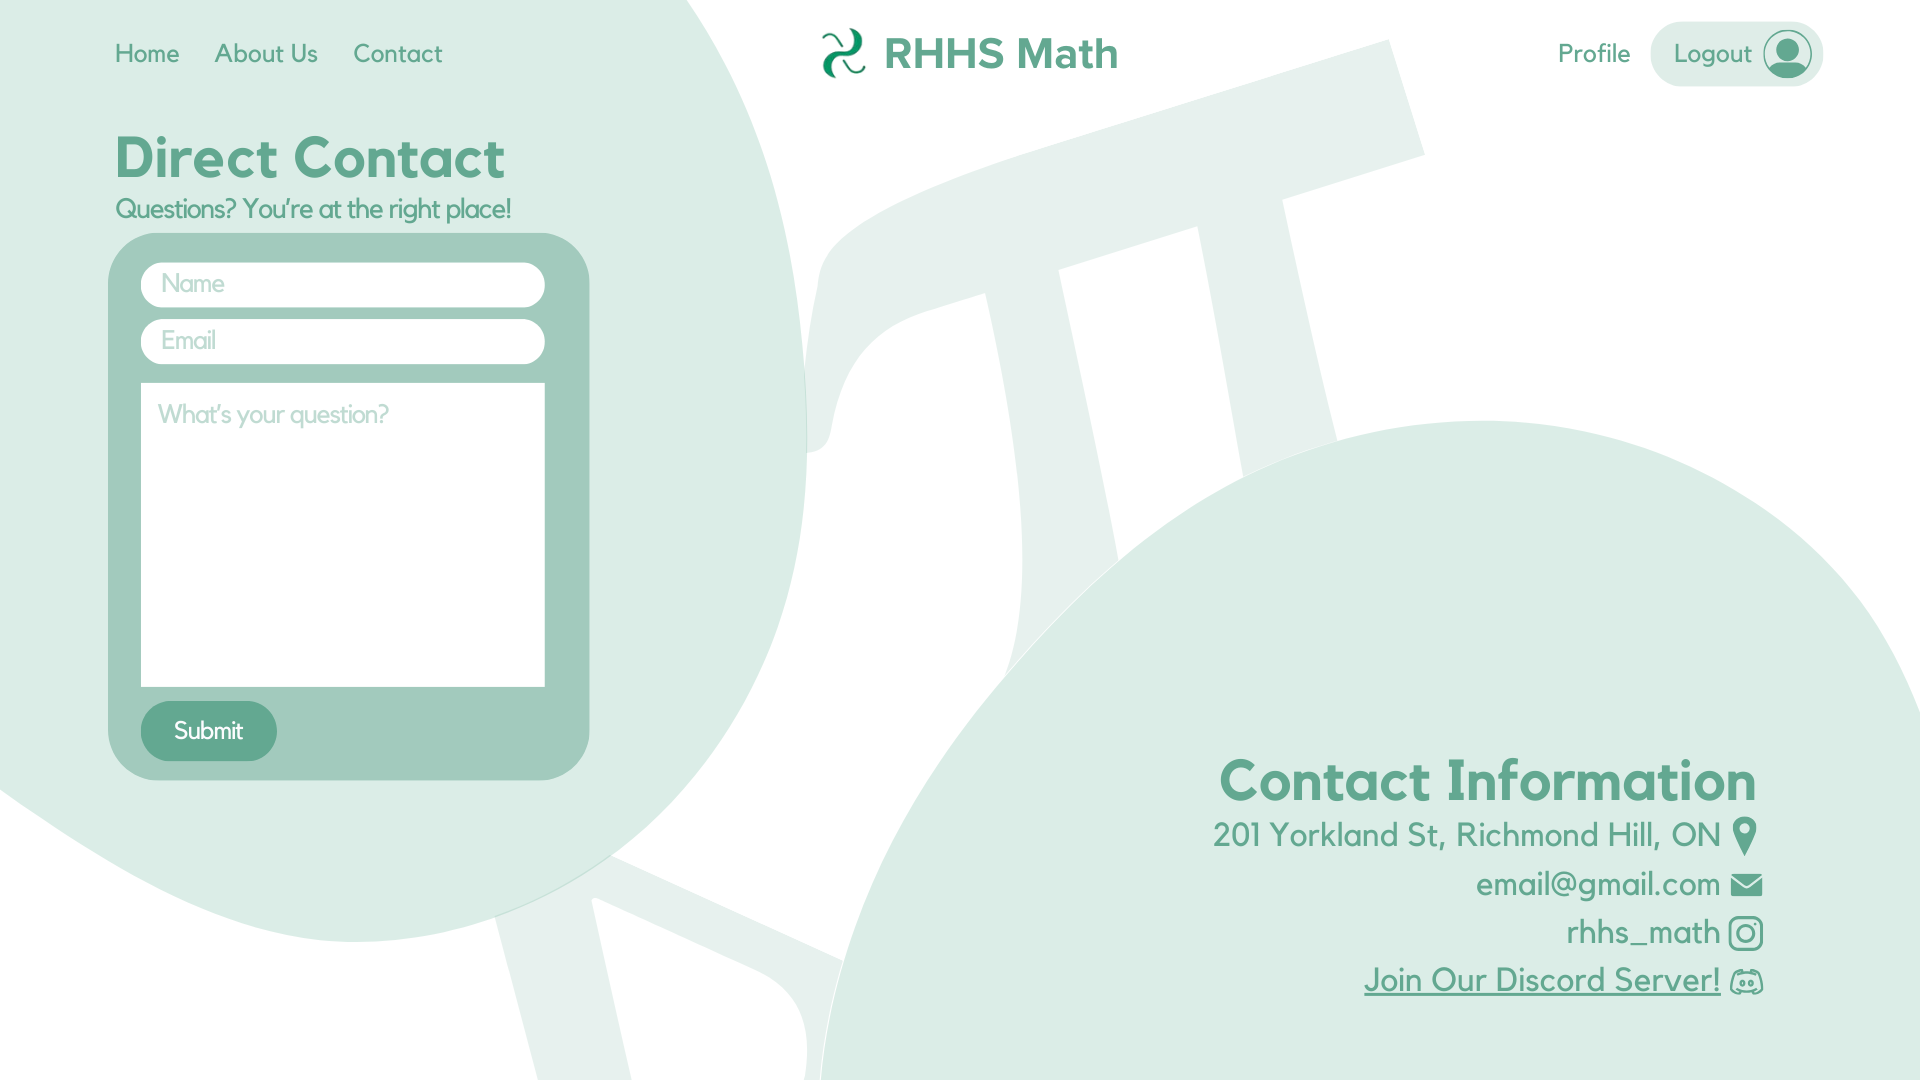 Home About Us Contact
RHHS Math
Profile Logout
Direct Contact
Questions? You're at the right place!
Name
Email
What's your question?
Submit
Contact Information
201 Yorkland St, Richmond Hill, ON
email@gmail.com
rhhs_math
Join Our Discord Server!